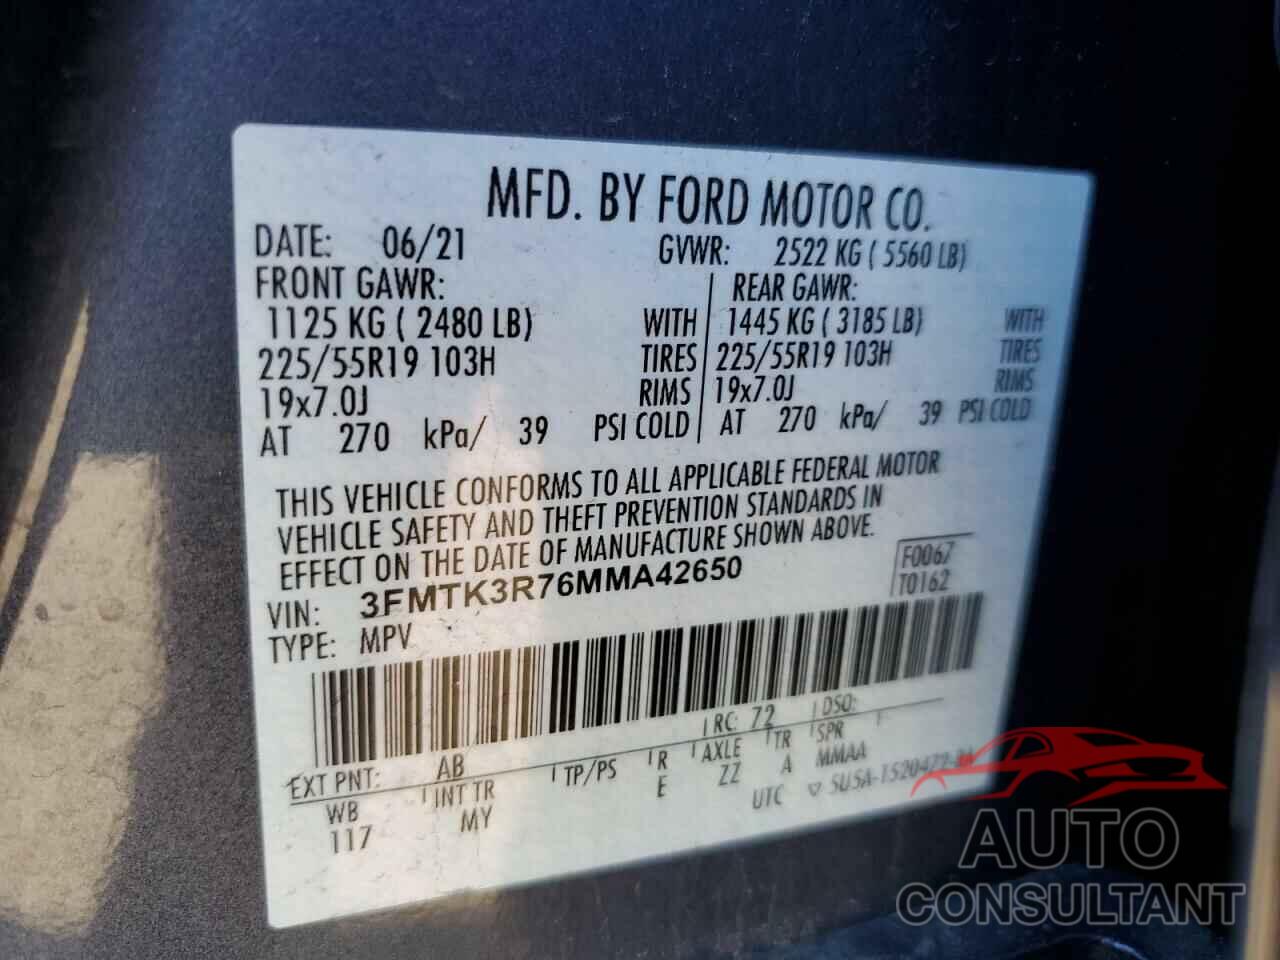 MFD. BY FORD MOTOR CO.
DATE: 06/21 GVWR: 2522 KG ( 5560 LB)
FRONT GAWR: REAR GAWR:
1125 KG ( 2480 LB) WITH 1445 KG ( 3185 LB) WITH
225/55R19 103H TIRES 225/55R19 103H TIRES
19x7.0J RIMS 19x7.0J RIMS
AT 270 kPa/ 39 PSI COLD AT 270 kPa/ 39 PSI COLD
THIS VEHICLE CONFORMS TO ALL APPLICABLE FEDERAL MOTOR
VEHICLE SAFETY AND THEFT PREVENTION STANDARDS IN
EFFECT ON THE DATE OF MANUFACTURE SHOWN ABOVE.
VIN: 3FMTK3R76MMA42650 F0067
TYPE: MPV T0162
EXT PNT: AB RC: 72 DSO:
WB INT TR TP/PS R AXLE TR SPR
117 MY E ZZ A MMAA
UTC
AUTO
CONSULTANT